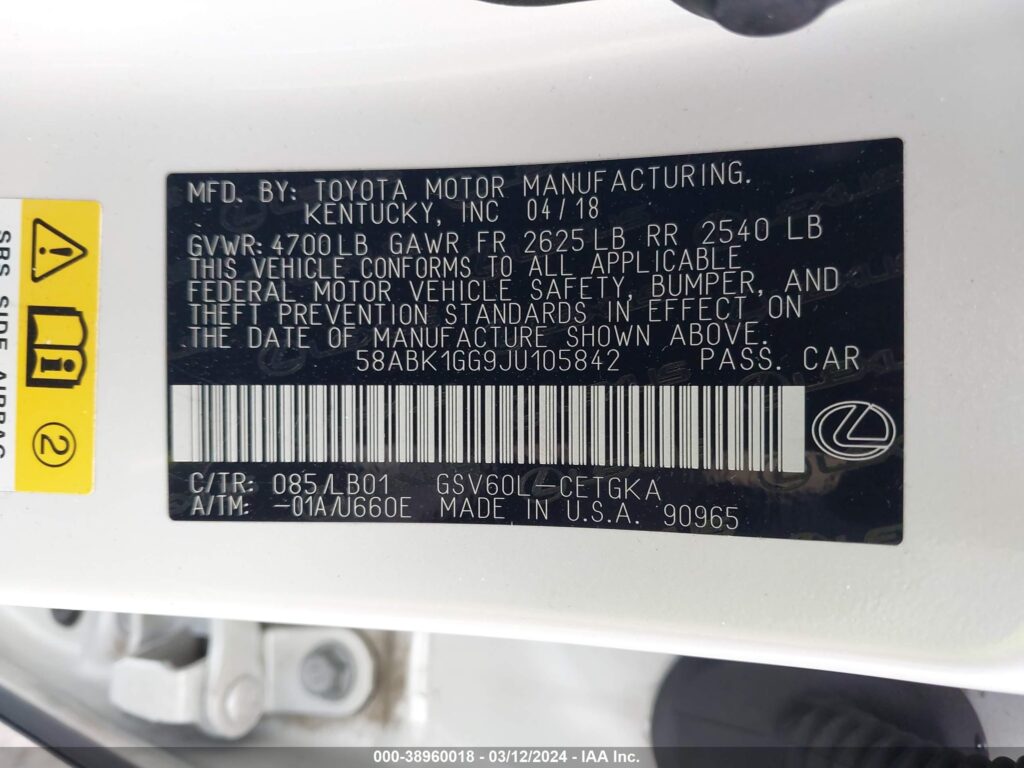 MFD. BY: TOYOTA MOTOR MANUFACTURING.
KENTUCKY, INC 04/18
GVWR: 4700LB GAWR FR 2625LB RR 2540 LB
THIS VEHICLE CONFORMS TO ALL APPLICABLE
FEDERAL MOTOR VEHICLE SAFETY, BUMPER, AND
THEFT PREVENTION STANDARDS IN EFFECT ON
THE DATE OF MANUFACTURE SHOWN ABOVE.
58ABK1GG9JU105842 PASS. CAR
C/TR: 085/LB01 GSV60L-CETGKA
A/TM: -01A/U660E MADE IN U.S.A. 90965
SRS SIDE AIRBAG
2
000-38960018 - 03/12/2024 - IAA Inc.